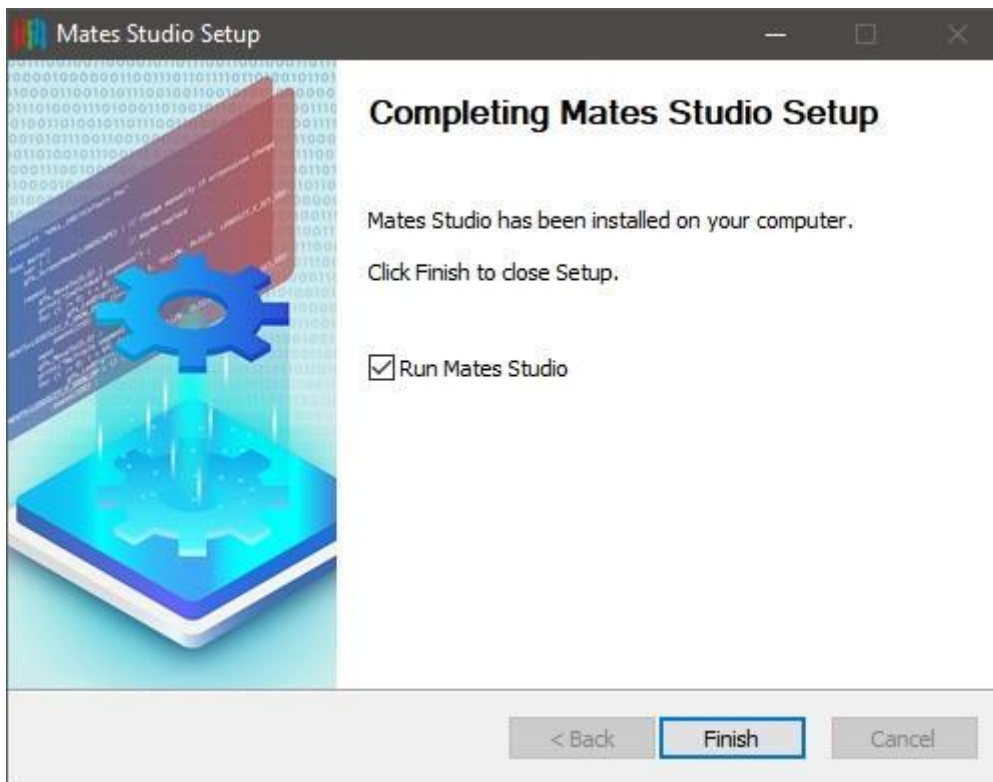 Mates Studio Setup
Completing Mates Studio Setup
Mates Studio has been installed on your computer.
Click Finish to close Setup.
Run Mates Studio
< Back
Finish
Cancel